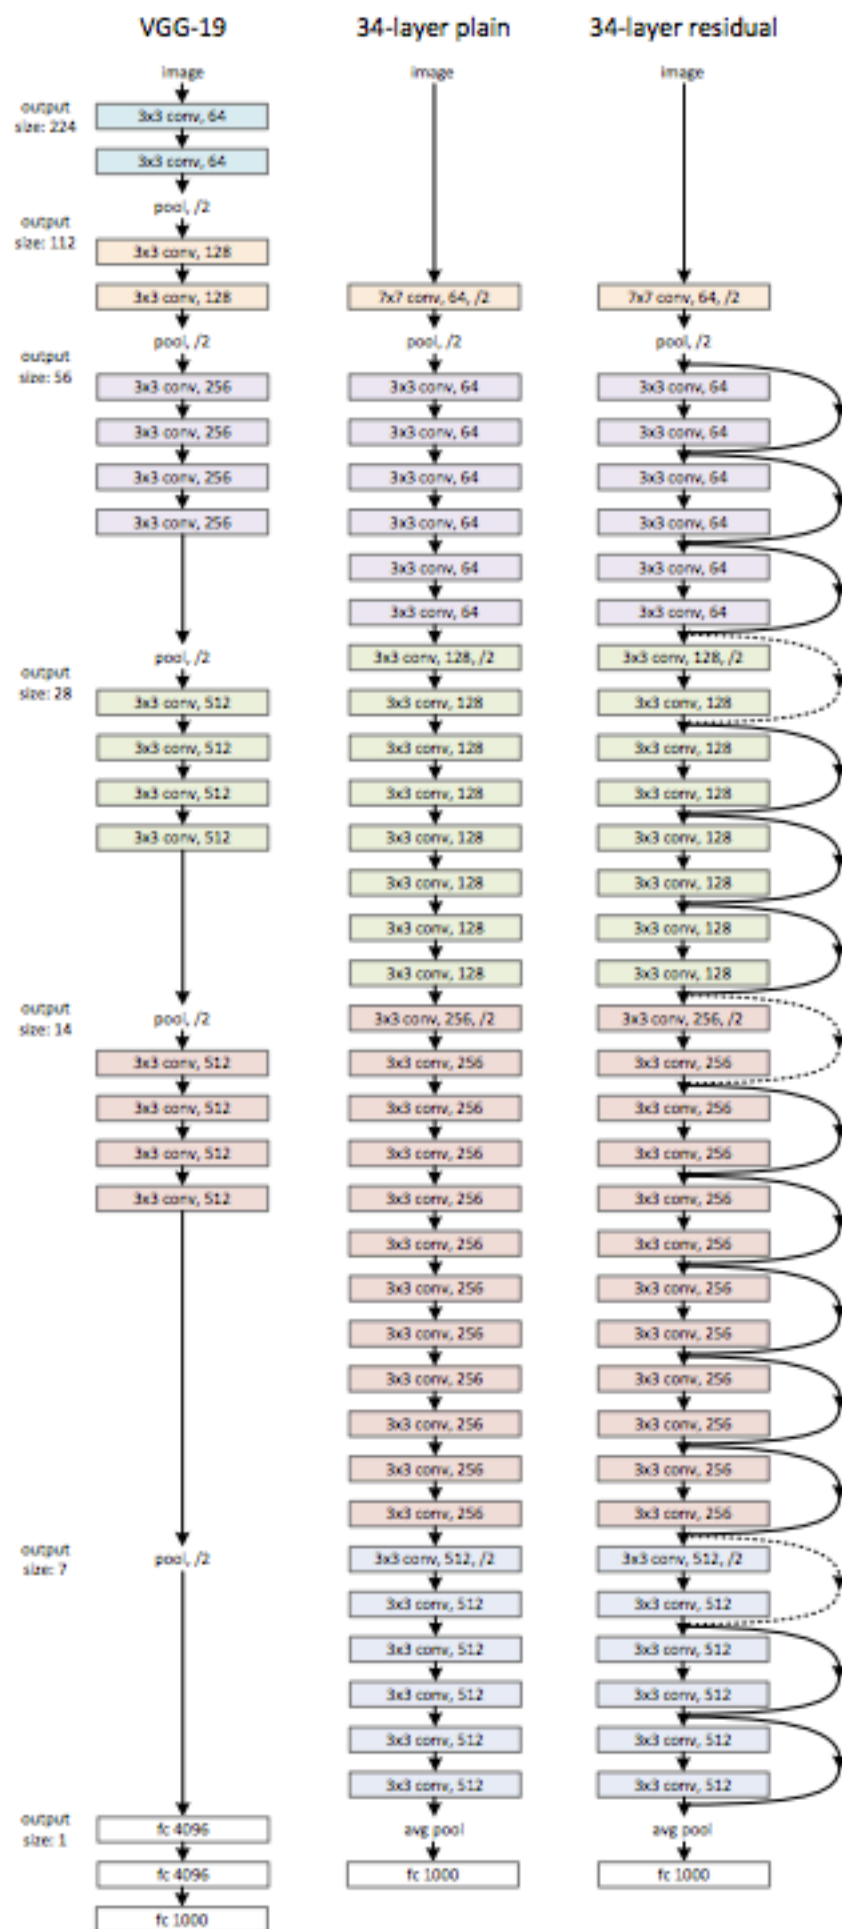 VGG-19
image
output
size: 224
3x3 conv, 64
3x3 conv, 64
pool, /2
output
size: 112
3x3 conv, 128
3x3 conv, 128
pool, /2
output
size: 56
3x3 conv, 256
3x3 conv, 256
3x3 conv, 256
3x3 conv, 256
pool, /2
output
size: 28
3x3 conv, 512
3x3 conv, 512
3x3 conv, 512
3x3 conv, 512
output
size: 14
pool, /2
3x3 conv, 512
3x3 conv, 512
3x3 conv, 512
3x3 conv, 512
output
size: 7
pool, /2
output
size: 1
fc 4096
fc 4096
fc 1000
34-layer plain
image
7x7 conv, 64, /2
pool, /2
3x3 conv, 64
3x3 conv, 64
3x3 conv, 64
3x3 conv, 64
3x3 conv, 64
3x3 conv, 64
3x3 conv, 128, /2
3x3 conv, 128
3x3 conv, 128
3x3 conv, 128
3x3 conv, 128
3x3 conv, 128
3x3 conv, 128
3x3 conv, 128
3x3 conv, 256, /2
3x3 conv, 256
3x3 conv, 256
3x3 conv, 256
3x3 conv, 256
3x3 conv, 256
3x3 conv, 256
3x3 conv, 256
3x3 conv, 256
3x3 conv, 256
3x3 conv, 256
3x3 conv, 256
3x3 conv, 512, /2
3x3 conv, 512
3x3 conv, 512
3x3 conv, 512
3x3 conv, 512
3x3 conv, 512
avg pool
fc 1000
34-layer residual
image
7x7 conv, 64, /2
pool, /2
3x3 conv, 64
3x3 conv, 64
3x3 conv, 64
3x3 conv, 64
3x3 conv, 64
3x3 conv, 64
3x3 conv, 128, /2
3x3 conv, 128
3x3 conv, 128
3x3 conv, 128
3x3 conv, 128
3x3 conv, 128
3x3 conv, 128
3x3 conv, 128
3x3 conv, 256, /2
3x3 conv, 256
3x3 conv, 256
3x3 conv, 256
3x3 conv, 256
3x3 conv, 256
3x3 conv, 256
3x3 conv, 256
3x3 conv, 256
3x3 conv, 256
3x3 conv, 256
3x3 conv, 256
3x3 conv, 512, /2
3x3 conv, 512
3x3 conv, 512
3x3 conv, 512
3x3 conv, 512
3x3 conv, 512
avg pool
fc 1000